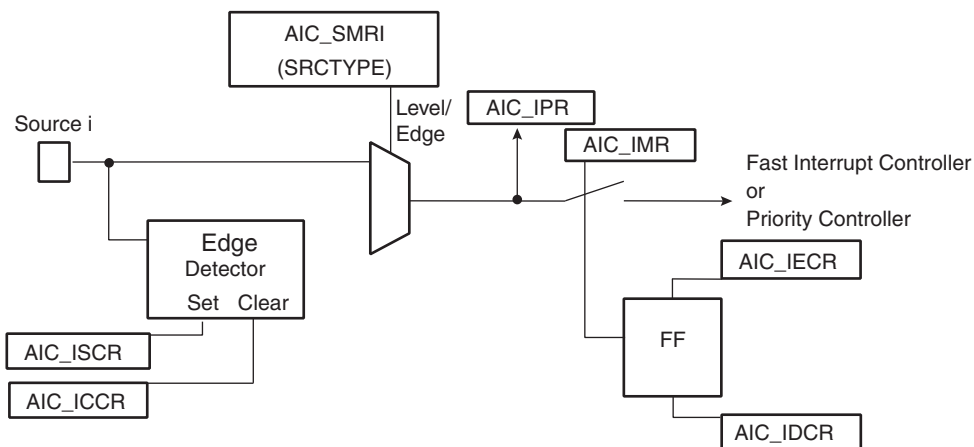 AIC_SMRI
(SRCTYPE)
Level/
Edge
AIC_IPR
Source i
AIC_IMR
Fast Interrupt Controller
or
Priority Controller
Edge
Detector
Set Clear
AIC_IECR
FF
AIC_ISCR
AIC_ICCR
AIC_IDCR